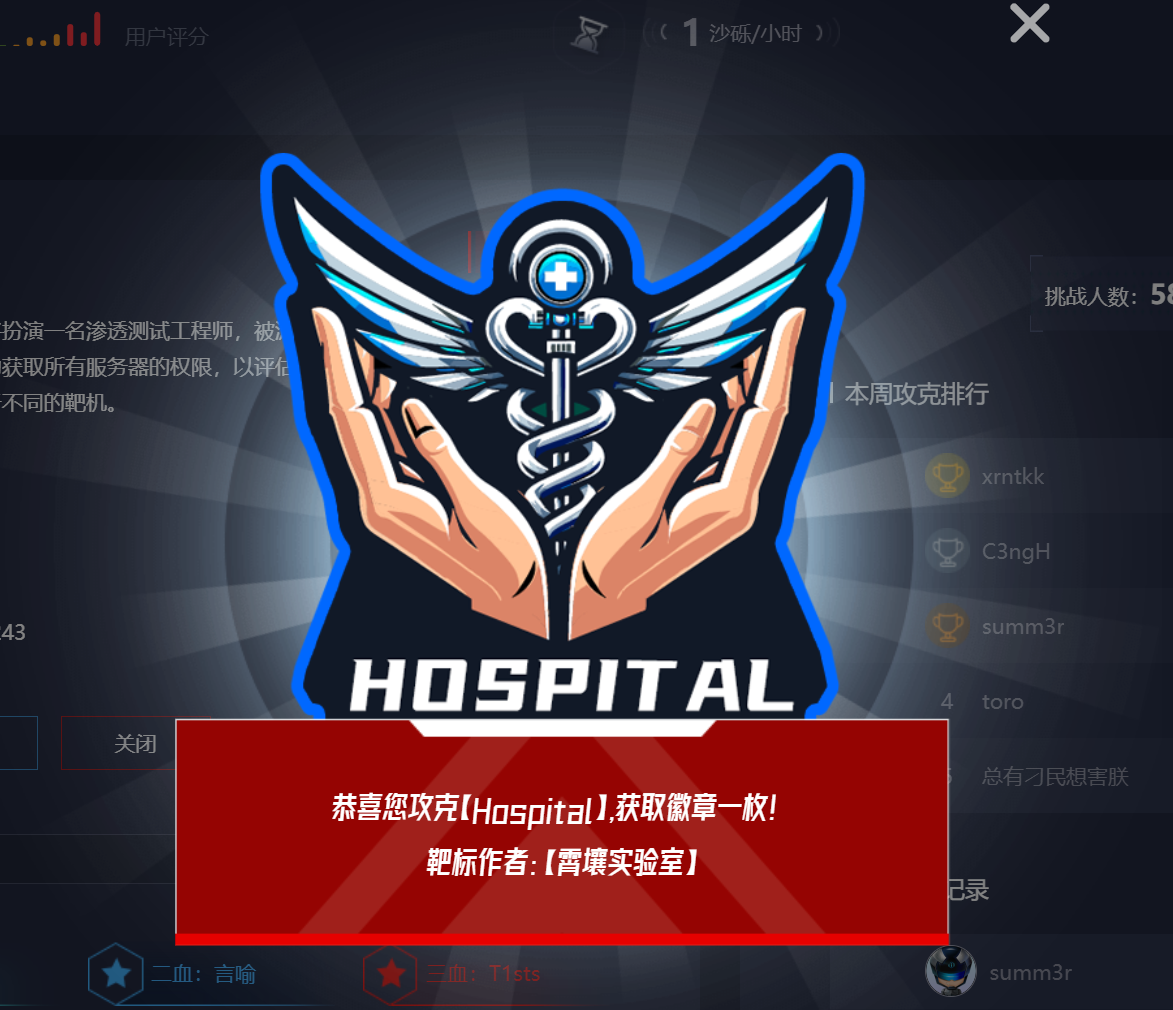 用户评分
1 沙砾/小时
挑战人数：
扮演一名渗透测试工程师，被
获取所有服务器的权限，以评估
不同的靶机。
本周攻克排行
xrntkk
C3ngH
summ3r
4 toro
总有刁民想害朕
243
关闭
HOSPITAL
恭喜您攻克【Hospital】,获取徽章一枚!
靶标作者:【霄壤实验室】
记录
二血：言喻
三血：T1sts
summ3r